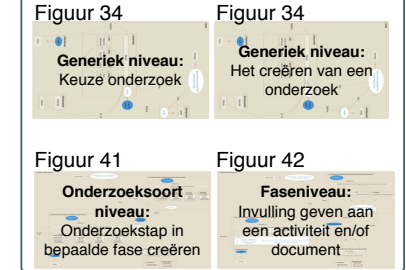 Figuur 34
Generiek niveau:
Keuze onderzoek
Figuur 34
Generiek niveau:
Het creëren van een
onderzoek
Figuur 41
Onderzoeksoort
niveau:
Onderzoekstap in
bepaalde fase creëren
Figuur 42
Faseniveau:
Invulling geven aan
een activiteit en/of
document